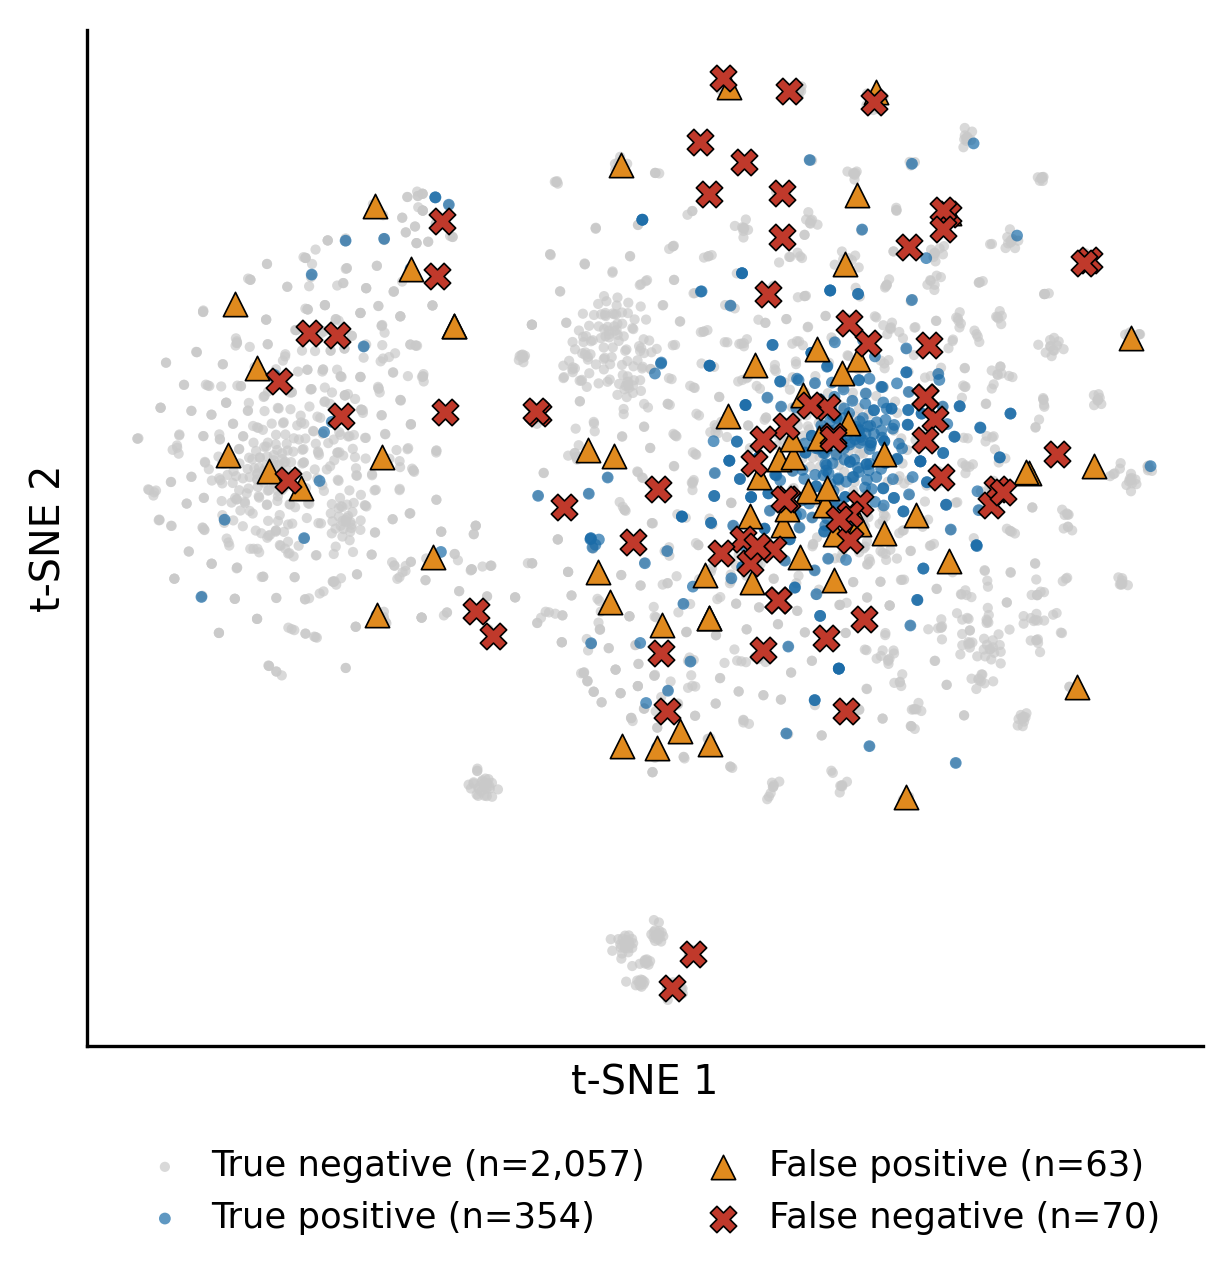 t-SNE 2
t-SNE 1
True negative (n=2,057)
True positive (n=354)
False positive (n=63)
False negative (n=70)